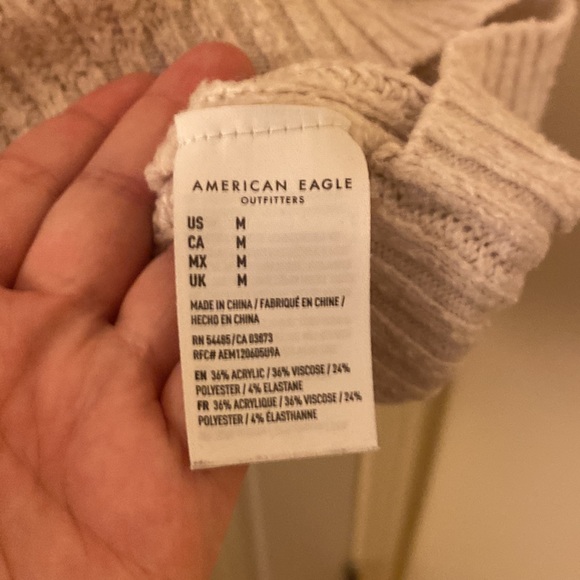 AMERICAN EAGLE
OUTFITTERS
US M
CA M
MX M
UK M
MADE IN CHINA / FABRIQUÉ EN CHINE /
HECHO EN CHINA
RN 54485/CA 03873
RFC# AEM120605U9A
EN 36% ACRYLIC / 36% VISCOSE / 24%
POLYESTER / 4% ELASTANE
FR 36% ACRYLIQUE / 36% VISCOSE / 24%
POLYESTER / 4% ÉLASTHANNE